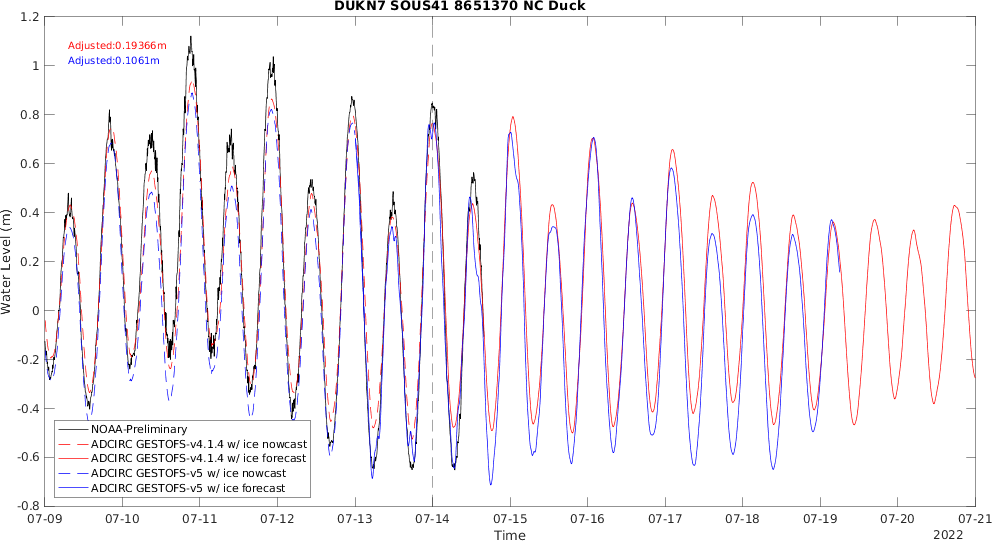 DUKN7 SOUS41 8651370 NC Duck
1.2
1
0.8
0.6
0.4
0.2
0
-0.2
-0.4
-0.6
-0.8
Water Level (m)
Adjusted:0.19366m
Adjusted:0.1061m
NOAA-Preliminary
ADCIRC GESTOFS-v4.1.4 w/ ice nowcast
ADCIRC GESTOFS-v4.1.4 w/ ice forecast
ADCIRC GESTOFS-v5 w/ ice nowcast
ADCIRC GESTOFS-v5 w/ ice forecast
07-09 07-10 07-11 07-12 07-13 07-14 07-15 07-16 07-17 07-18 07-19 07-20 07-21
Time
2022